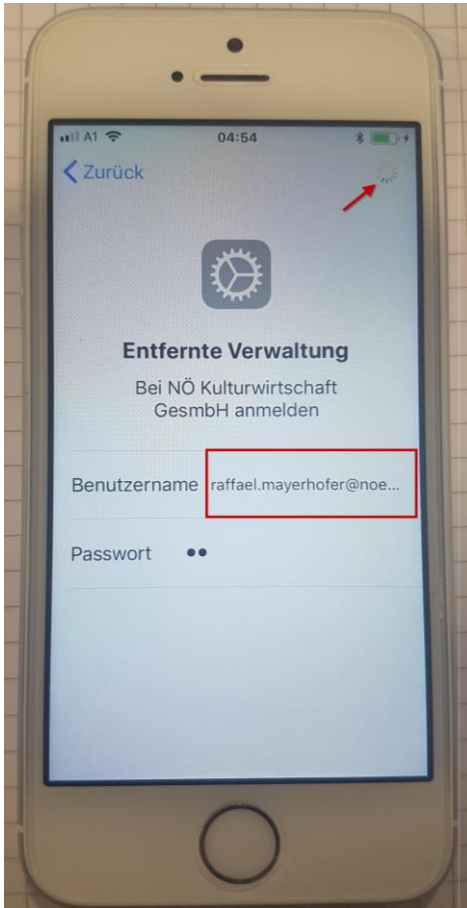 A1 04:54
Zurück
Entfernte Verwaltung
Bei NÖ Kulturwirtschaft
GesmbH anmelden
Benutzername raffael.mayerhofer@noe...
Passwort ••